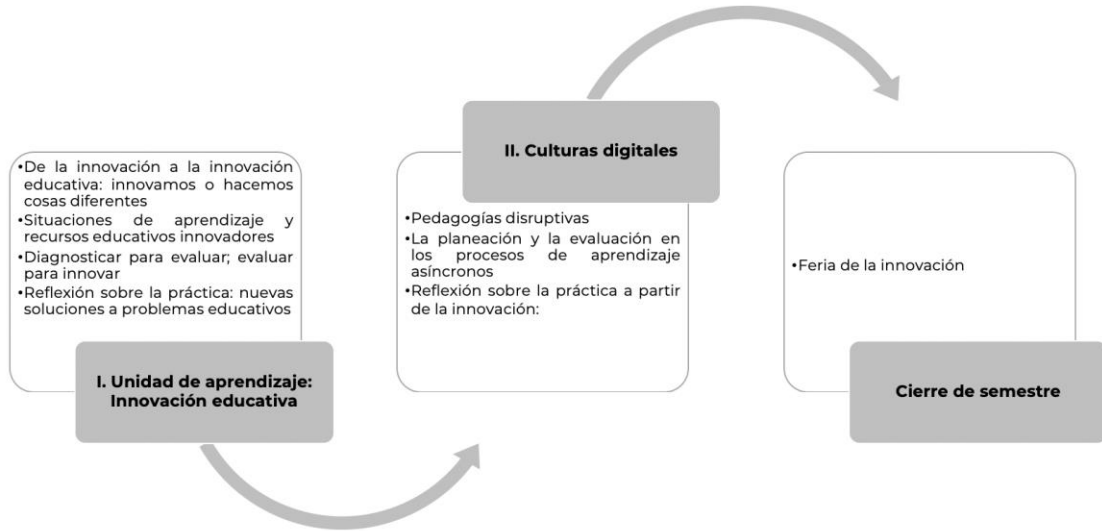 •De la innovación a la innovación
educativa: innovamos o hacemos
cosas diferentes
•Situaciones de aprendizaje y
recursos educativos innovadores
•Diagnosticar para evaluar; evaluar
para innovar
•Reflexión sobre la práctica: nuevas
soluciones a problemas educativos
I. Unidad de aprendizaje:
Innovación educativa
II. Culturas digitales
•Pedagogías disruptivas
•La planeación y la evaluación en
los procesos de aprendizaje
asíncronos
•Reflexión sobre la práctica a partir
de la innovación:
•Feria de la innovación
Cierre de semestre